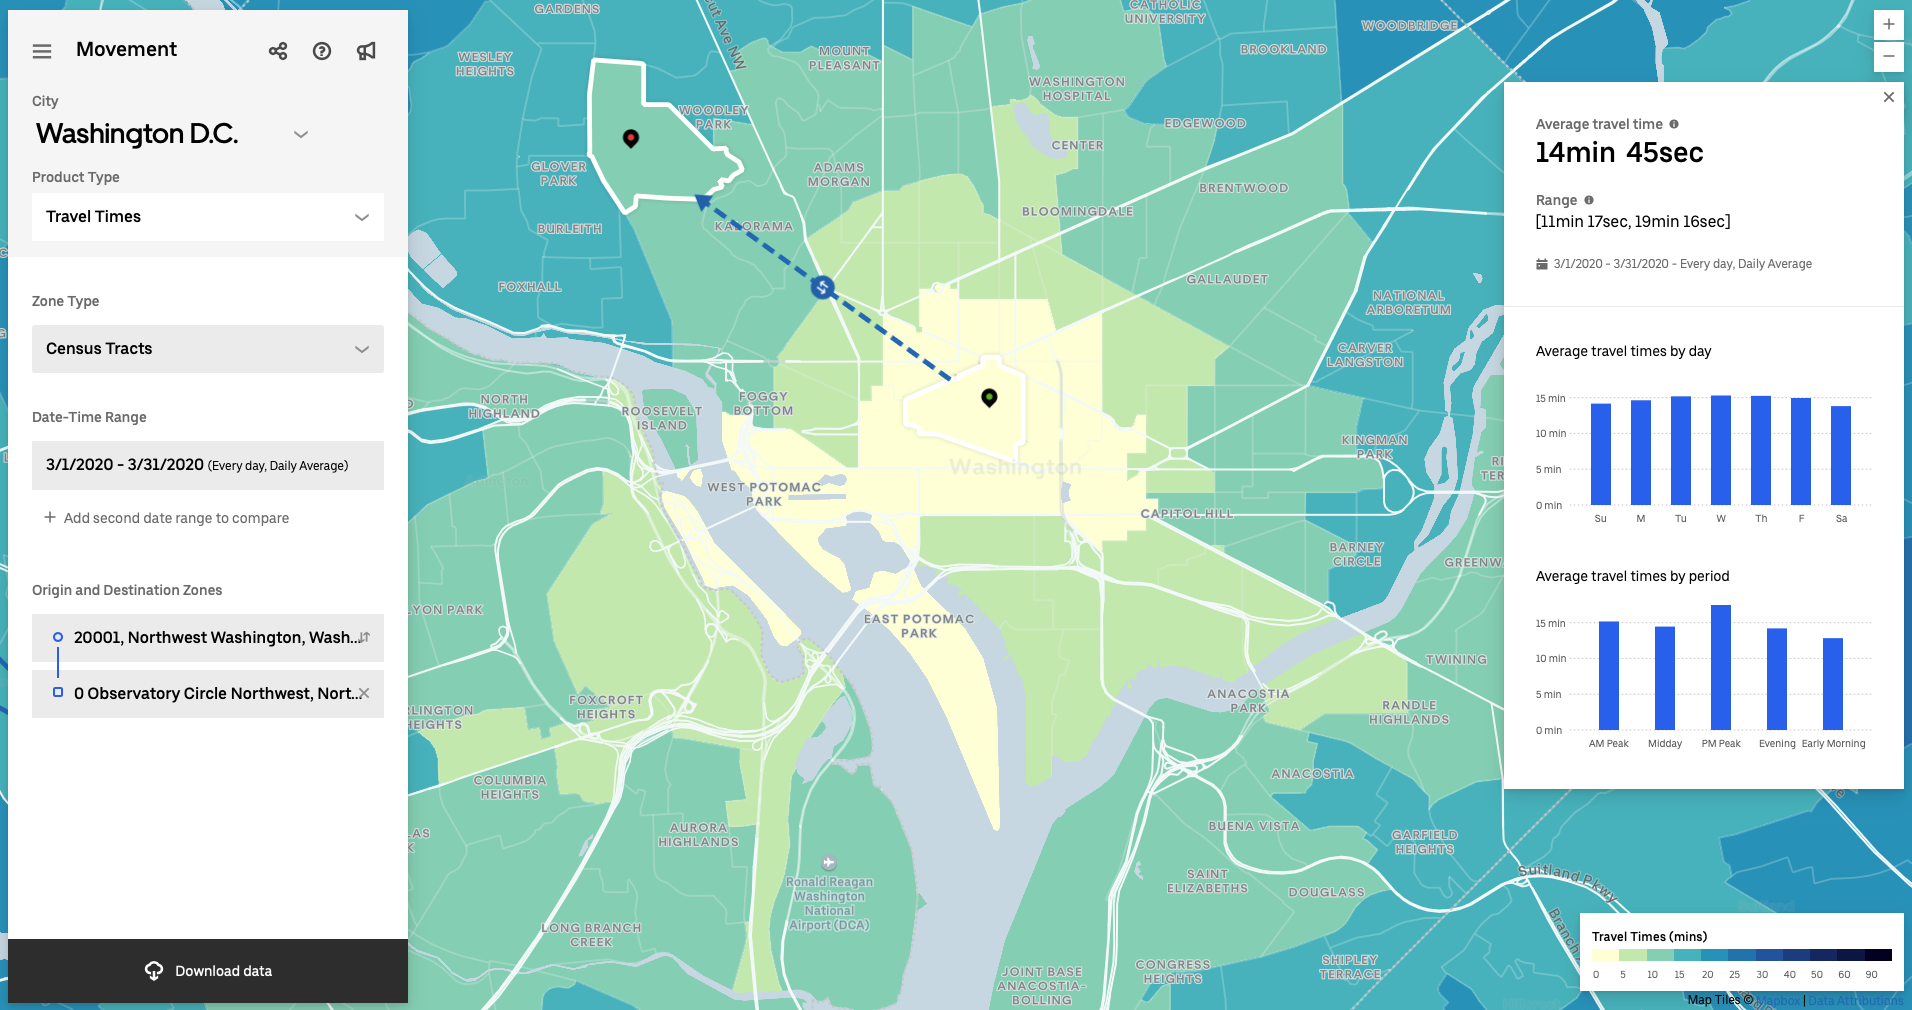 Movement
City
Washington D.C.
Product Type
Travel Times
Zone Type
Census Tracts
Date-Time Range
3/1/2020 - 3/31/2020 (Every day, Daily Average)
+ Add second date range to compare
Origin and Destination Zones
20001, Northwest Washington, Wash...
0 Observatory Circle Northwest, Nort...
Download data
GARDENS
WESLEY
HEIGHTS
MOUNT
PLEASANT
CATHOLIC
UNIVERSITY
WOODBRIDGE
BROOKLAND
WASHINGTON
HOSPITAL
CENTER
WOODLEY
PARK
EDGEWOOD
GLOVER
PARK
ADAMS
MORGAN
BRENTWOOD
BLOOMINGDALE
BURLEITH
KALORAMA
GALLAUDET
FOXHALL
NATIONAL
ARBORETUM
CARVER
LANGSTON
NORTH
HIGHLAND
ROOSEVELT
ISLAND
FOGGY
BOTTOM
KINGMAN
PARK
Washington
WEST POTOMAC
PARK
CAPITOL HILL
BARNEY
CIRCLE
GREENW
LYON PARK
EAST POTOMAC
PARK
TWINING
FOXCROFT
HEIGHTS
ANACOSTIA
PARK
RANDLE
HIGHLANDS
RLINGTON
HEIGHTS
COLUMBIA
HEIGHTS
ANACOSTIA
AURORA
HIGHLANDS
BUENA VISTA
GARFIELD
HEIGHTS
Ronald Reagan
Washington
National
Airport (DCA)
SAINT
ELIZABETHS
DOUGLASS
Suitland Pkwy
LONG BRANCH
CREEK
JOINT BASE
ANACOSTIA-
BOLLING
CONGRESS
HEIGHTS
SHIPLEY
TERRACE
Average travel time
14min 45sec
Range
[11min 17sec, 19min 16sec]
3/1/2020 - 3/31/2020 - Every day, Daily Average
Average travel times by day
15 min
10 min
5 min
0 min
Su M Tu W Th F Sa
Average travel times by period
15 min
10 min
5 min
0 min
AM Peak Midday PM Peak Evening Early Morning
Travel Times (mins)
0 5 10 15 20 25 30 40 50 60 90
Map Tiles © Mapbox | Data Attributions